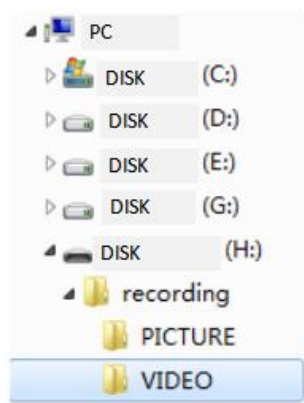 PC
DISK (C:)
DISK (D:)
DISK (E:)
DISK (G:)
DISK (H:)
recording
PICTURE
VIDEO